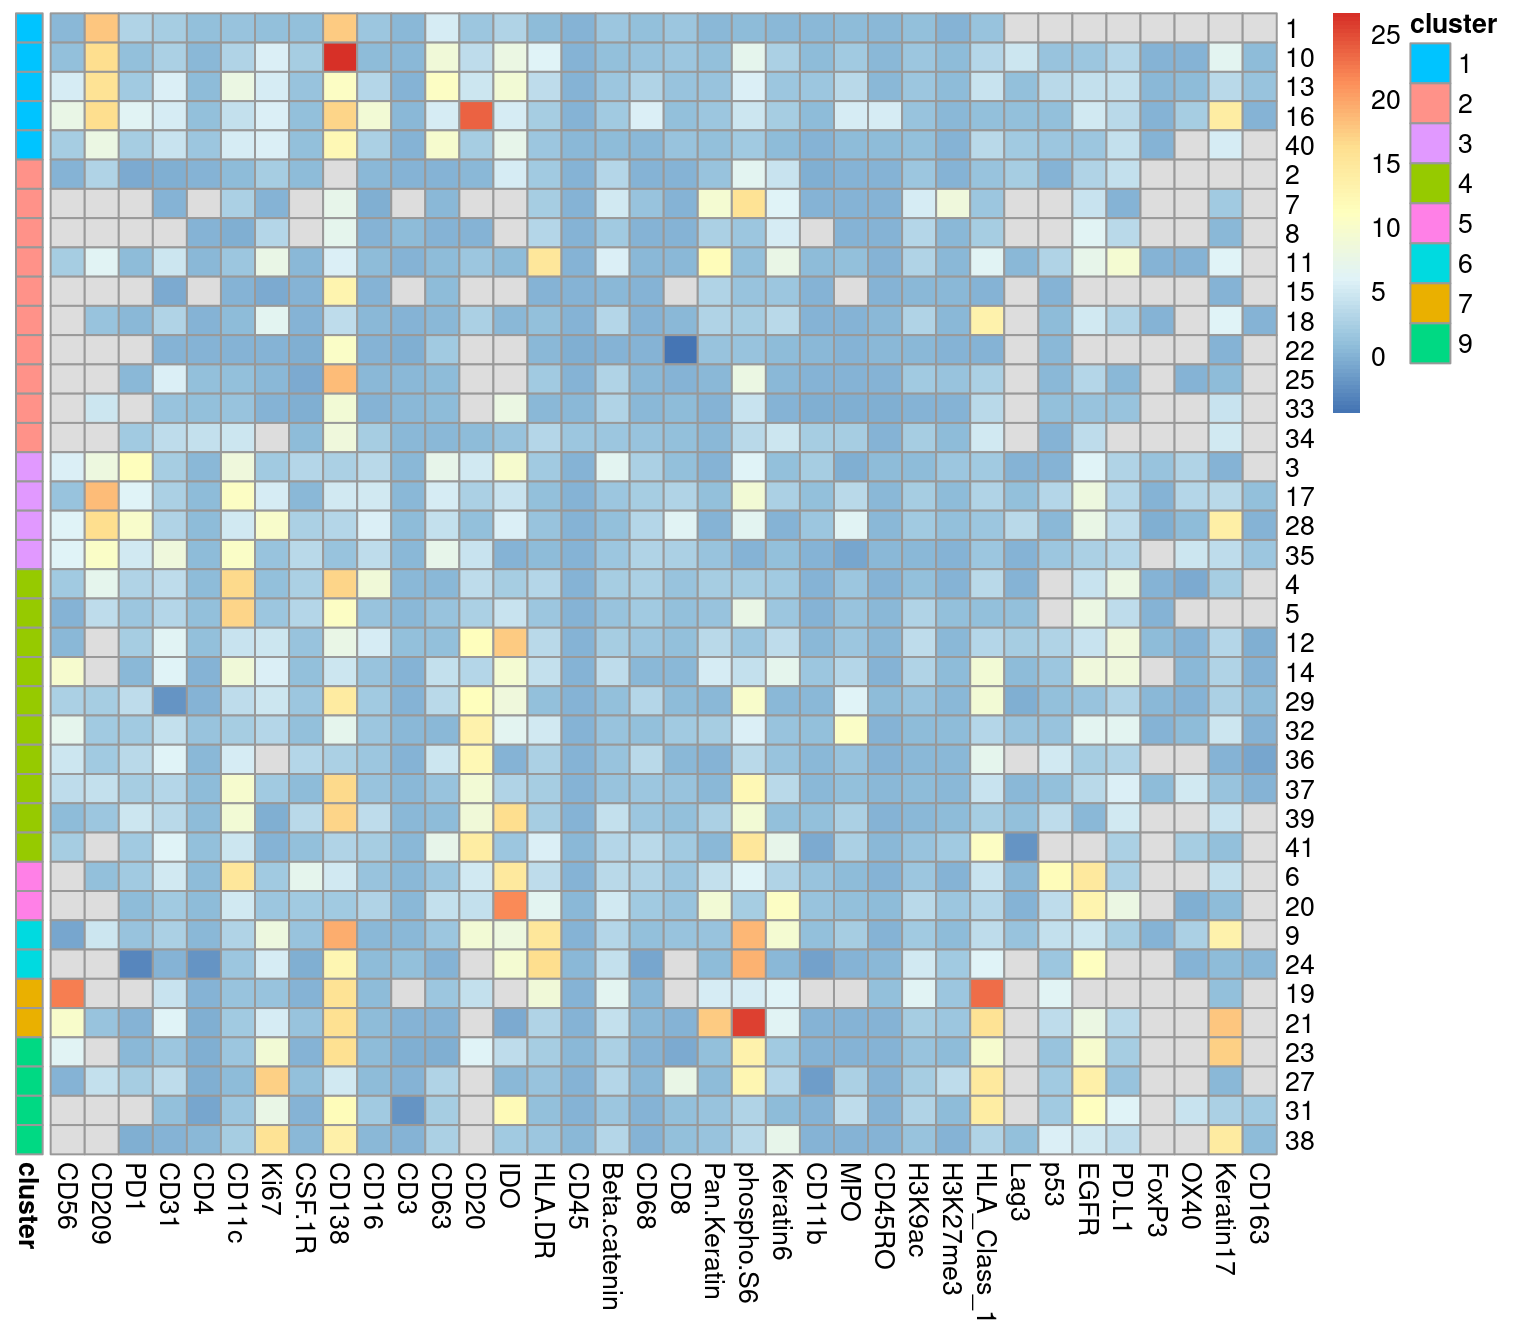 cluster
25
20
15
10
5
0
1
2
3
4
5
6
7
9
1
10
13
16
40
2
7
8
11
15
18
22
25
33
34
3
17
28
35
4
5
12
14
29
32
36
37
39
41
6
20
9
24
19
21
23
27
31
38
cluster
CD56
CD209
PD1
CD31
CD4
CD11c
Ki67
CSF.1R
CD138
CD16
CD3
CD63
CD20
IDO
HLA.DR
CD45
Beta.catenin
CD68
CD8
Pan.Keratin
phospho.S6
Keratin6
CD11b
MPO
CD45RO
H3K9ac
H3K27me3
HLA_Class_1
Lag3
p53
EGFR
PD.L1
FoxP3
OX40
Keratin17
CD163